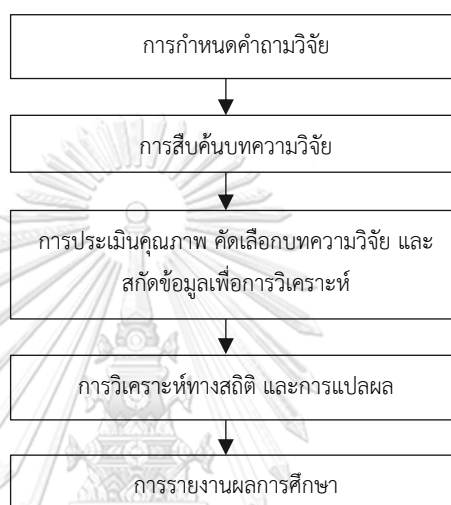 การกำหนดคำถามวิจัย
การสืบค้นบทความวิจัย
การประเมินคุณภาพ คัดเลือกบทความวิจัย และ
สกัดข้อมูลเพื่อการวิเคราะห์
การวิเคราะห์ทางสถิติ และการแปลผล
การรายงานผลการศึกษา